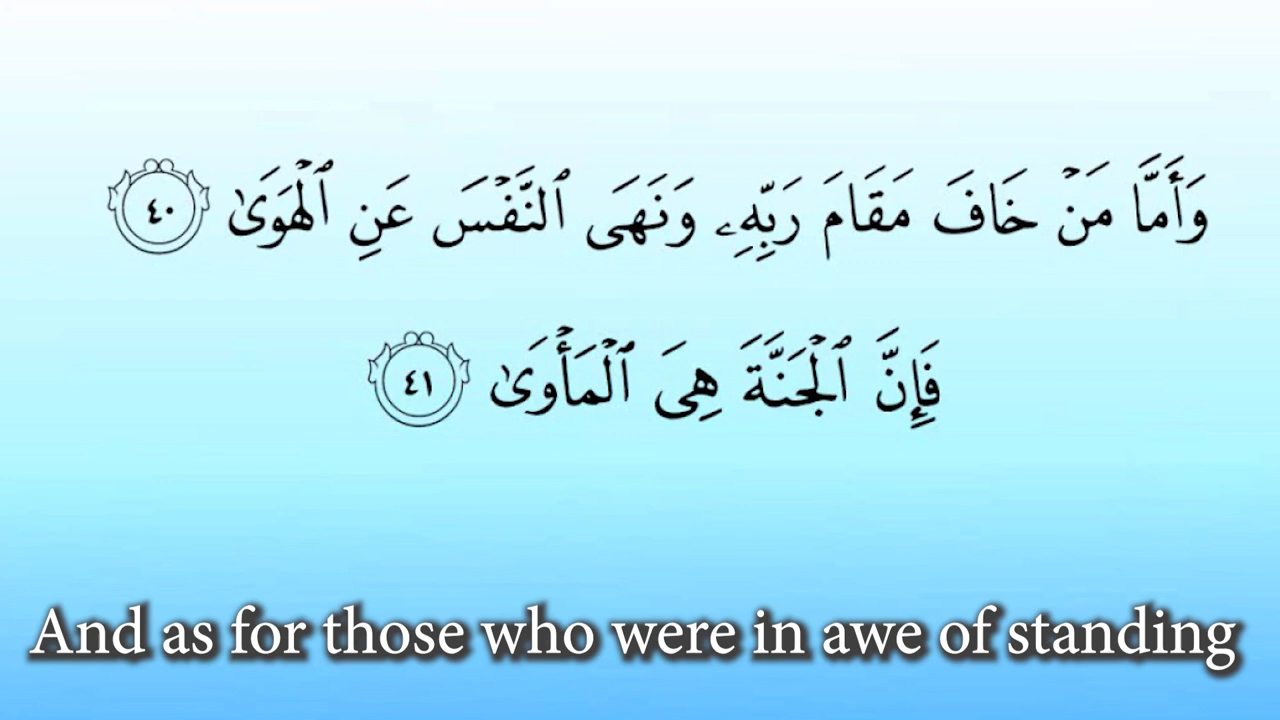 وَأَمَّا مَنْ خَافَ مَقَامَ رَبِّهِۦ وَنَهَى ٱلنَّفْسَ عَنِ ٱلْهَوَىٰ ٤٠
فَإِنَّ ٱلْجَنَّةَ هِىَ ٱلْمَأْوَىٰ ٤١
And as for those who were in awe of standing